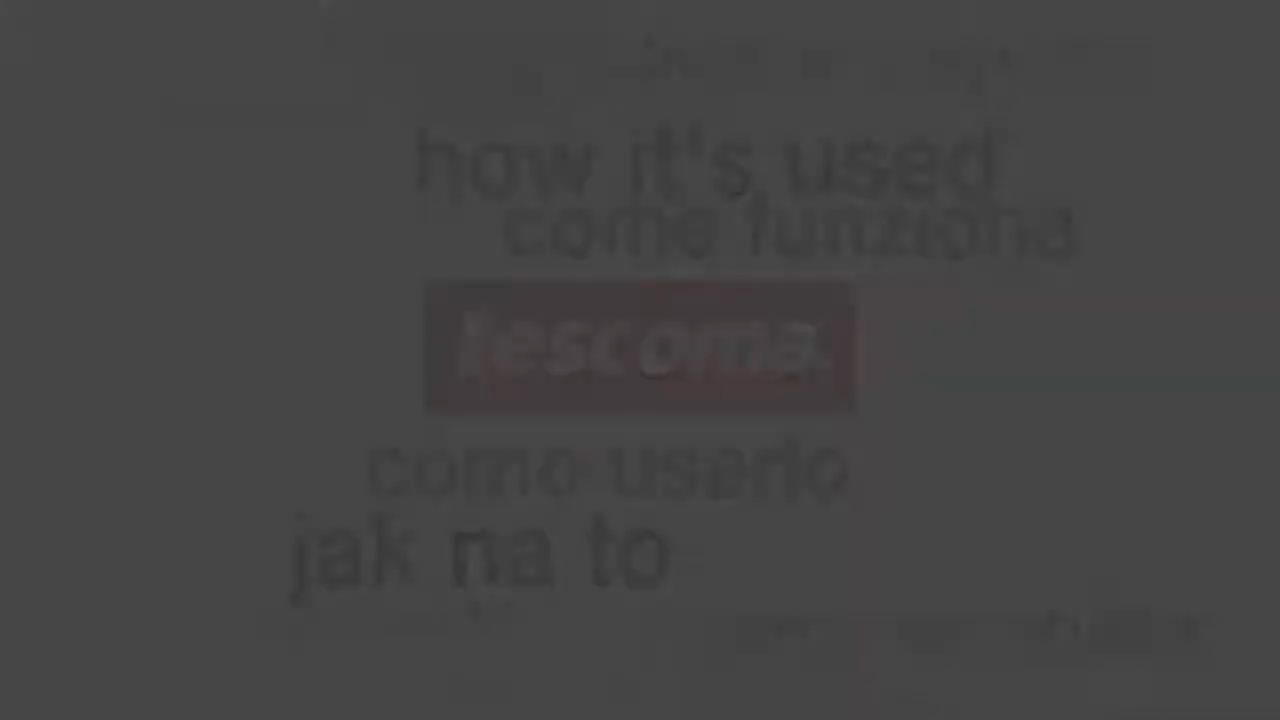 how it's used
come funziona
tescoma.
como usarlo
jak na to